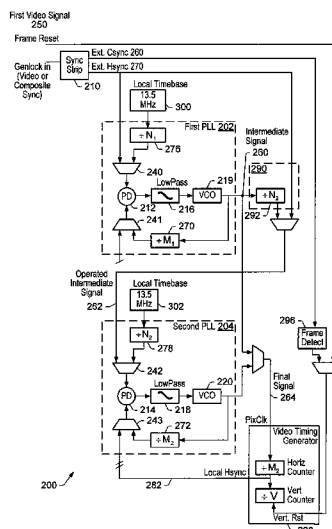 First Video Signal
250
Frame Reset
Ext. Csync 260
Ext. Hsync 270
Sync
Strip
210
Genlock in
(Video or
Composite
Sync)
Local Timebase
13.5
MHz
300
First PLL 202
÷ N₁
276
Intermediate
Signal
260
290
240
LowPass
219
PD
212
216
VCO
÷ N₂
292
241
270
÷ M₁
Operated
Intermediate
Signal
262
Local Timebase
13.5
MHz
302
Second PLL 204
÷ N₂
278
242
LowPass
220
PD
214
218
VCO
243
272
÷ M₂
296
Frame
Detect
Final
Signal
264
PixClk
Video Timing
Generator
÷ M₂
Horiz
Counter
Local Hsync
282
÷ V
Vert
Counter
Vert. Rst
200